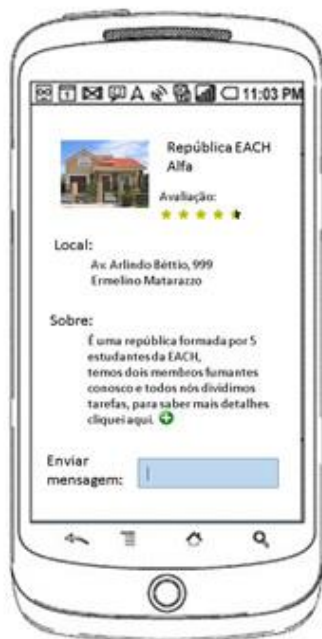 11:03 PM
República EACH
Alfa
Avaliação:
Local:
Av. Arlindo Béttio, 999
Ermelino Matarazzo
Sobre:
É uma república formada por 5
estudantes da EACH,
temos dois membros fumantes
conosco e todos nós dividimos
tarefas, para saber mais detalhes
cliquei aqui.
Enviar
mensagem: